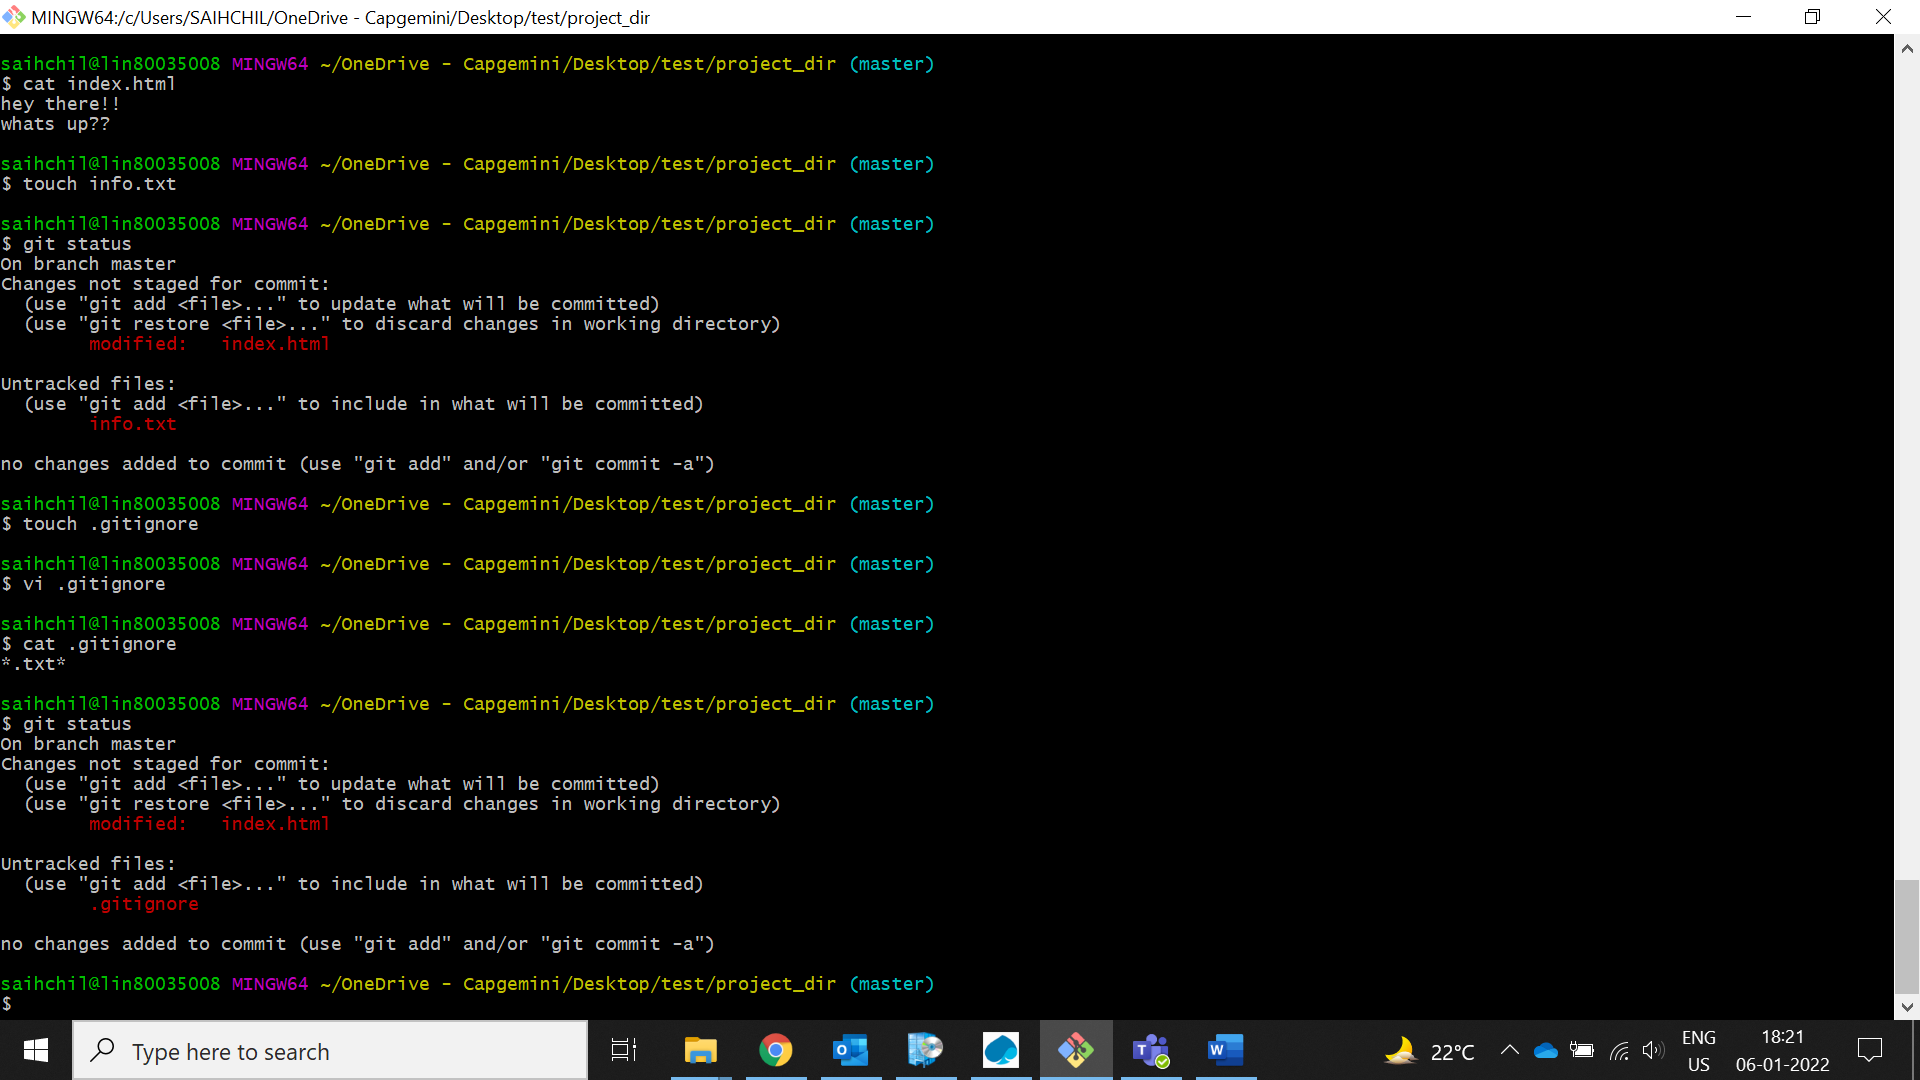 MINGW64:/c/Users/SAIHCHIL/OneDrive - Capgemini/Desktop/test/project_dir
saihchil@lin80035008 MINGW64 ~/OneDrive - Capgemini/Desktop/test/project_dir (master)
$ cat index.html
hey there!!
whats up??
saihchil@lin80035008 MINGW64 ~/OneDrive - Capgemini/Desktop/test/project_dir (master)
$ touch info.txt
saihchil@lin80035008 MINGW64 ~/OneDrive - Capgemini/Desktop/test/project_dir (master)
$ git status
On branch master
Changes not staged for commit:
  (use "git add <file>..." to update what will be committed)
  (use "git restore <file>..." to discard changes in working directory)
        modified:   index.html
Untracked files:
  (use "git add <file>..." to include in what will be committed)
        info.txt
no changes added to commit (use "git add" and/or "git commit -a")
saihchil@lin80035008 MINGW64 ~/OneDrive - Capgemini/Desktop/test/project_dir (master)
$ touch .gitignore
saihchil@lin80035008 MINGW64 ~/OneDrive - Capgemini/Desktop/test/project_dir (master)
$ vi .gitignore
saihchil@lin80035008 MINGW64 ~/OneDrive - Capgemini/Desktop/test/project_dir (master)
$ cat .gitignore
*.txt*
saihchil@lin80035008 MINGW64 ~/OneDrive - Capgemini/Desktop/test/project_dir (master)
$ git status
On branch master
Changes not staged for commit:
  (use "git add <file>..." to update what will be committed)
  (use "git restore <file>..." to discard changes in working directory)
        modified:   index.html
Untracked files:
  (use "git add <file>..." to include in what will be committed)
        .gitignore
no changes added to commit (use "git add" and/or "git commit -a")
saihchil@lin80035008 MINGW64 ~/OneDrive - Capgemini/Desktop/test/project_dir (master)
$
Type here to search
22°C
ENG
US
18:21
06-01-2022